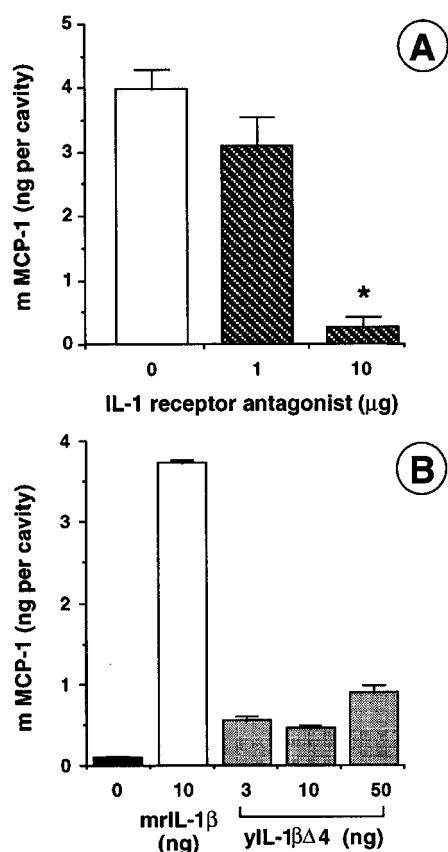 A
m MCP-1 (ng per cavity)
5
4
3
2
1
0
*
0 1 10
IL-1 receptor antagonist (μg)
B
m MCP-1 (ng per cavity)
4
3
2
1
0
0 10 3 10 50
mrIL-1β yIL-1βΔ4 (ng)
(ng)